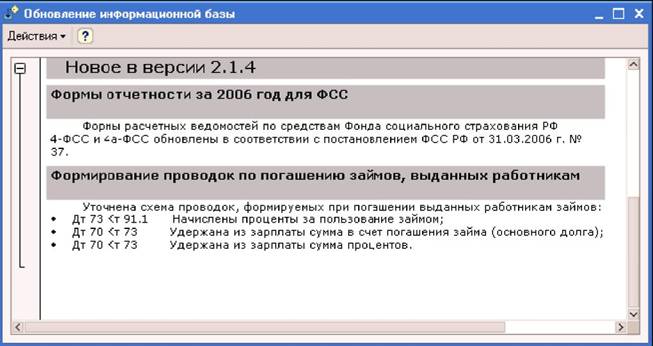 Обновление информационной базы
Действия ?
Новое в версии 2.1.4
Формы отчетности за 2006 год для ФСС
Формы расчетных ведомостей по средствам Фонда социального страхования РФ
4-ФСС и 4а-ФСС обновлены в соответствии с постановлением ФСС РФ от 31.03.2006 г. №
37.
Формирование проводок по погашению займов, выданных работникам
Уточнена схема проводок, формируемых при погашении выданных работникам займов:
• Дт 73 Кт 91.1 Начислены проценты за пользование займом;
• Дт 70 Кт 73 Удержана из зарплаты сумма в счет погашения займа (основного долга);
• Дт 70 Кт 73 Удержана из зарплаты сумма процентов.